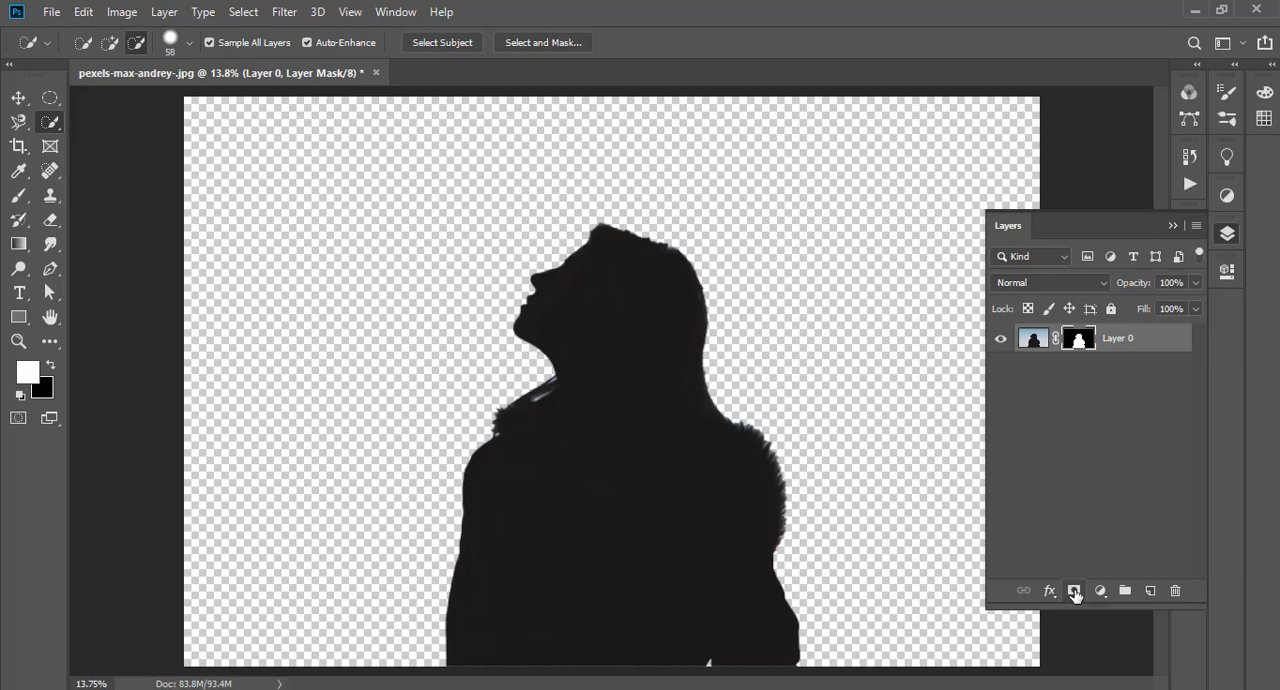 Ps File Edit Image Layer Type Select Filter 3D View Window Help
58 Sample All Layers Auto-Enhance Select Subject Select and Mask...
pexels-max-andrey-.jpg @ 13.8% (Layer 0, Layer Mask/8) * ×
Layers
Kind
Normal Opacity: 100%
Lock: Fill: 100%
Layer 0
fx
13.75% Doc: 83.8M/93.4M